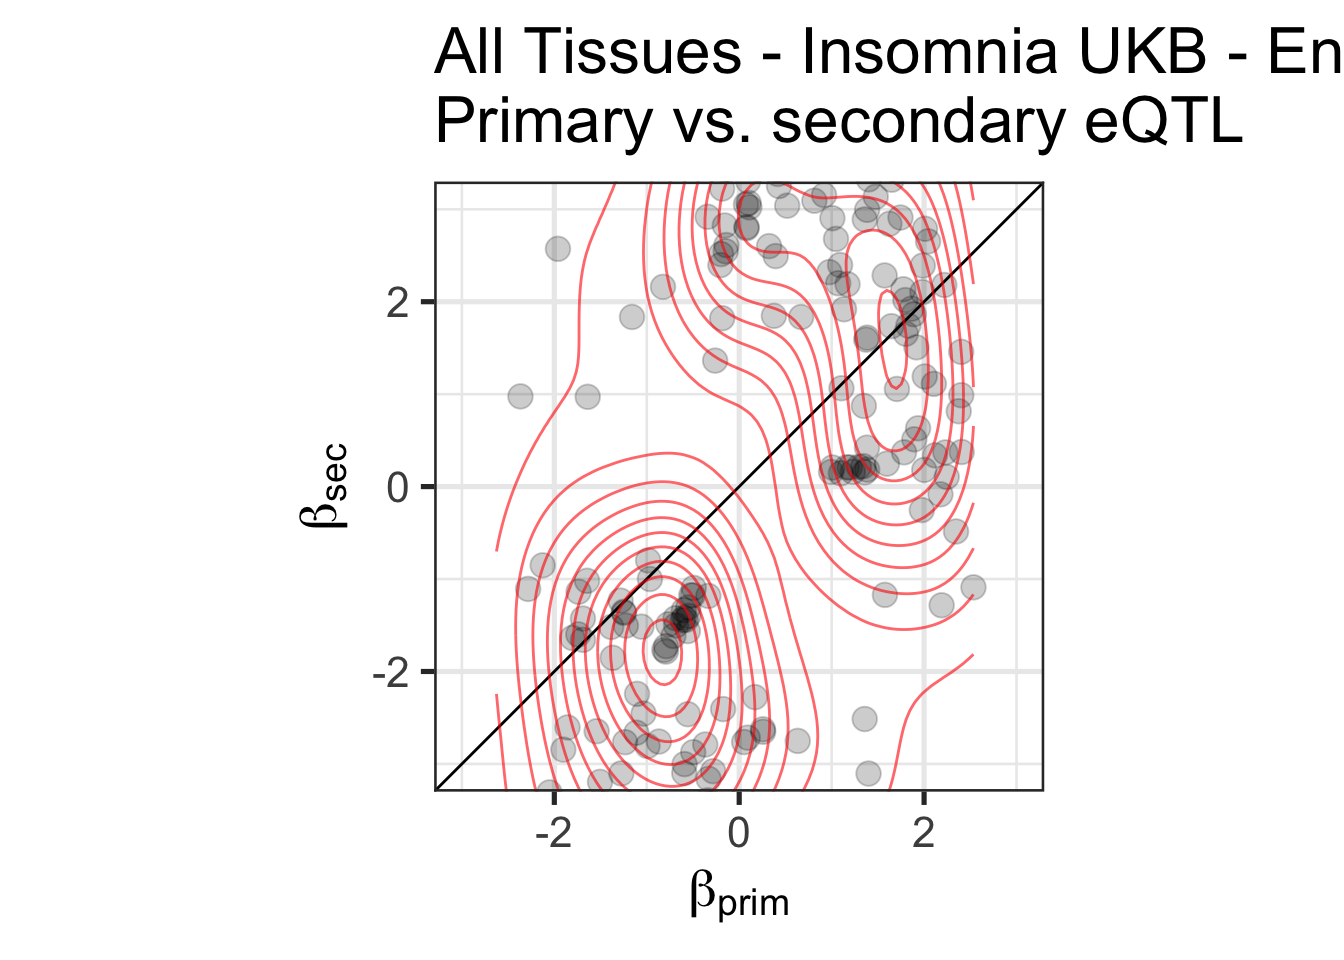 All Tissues - Insomnia UKB - En
Primary vs. secondary eQTL
2
0
-2
βsec
-2 0 2
βprim